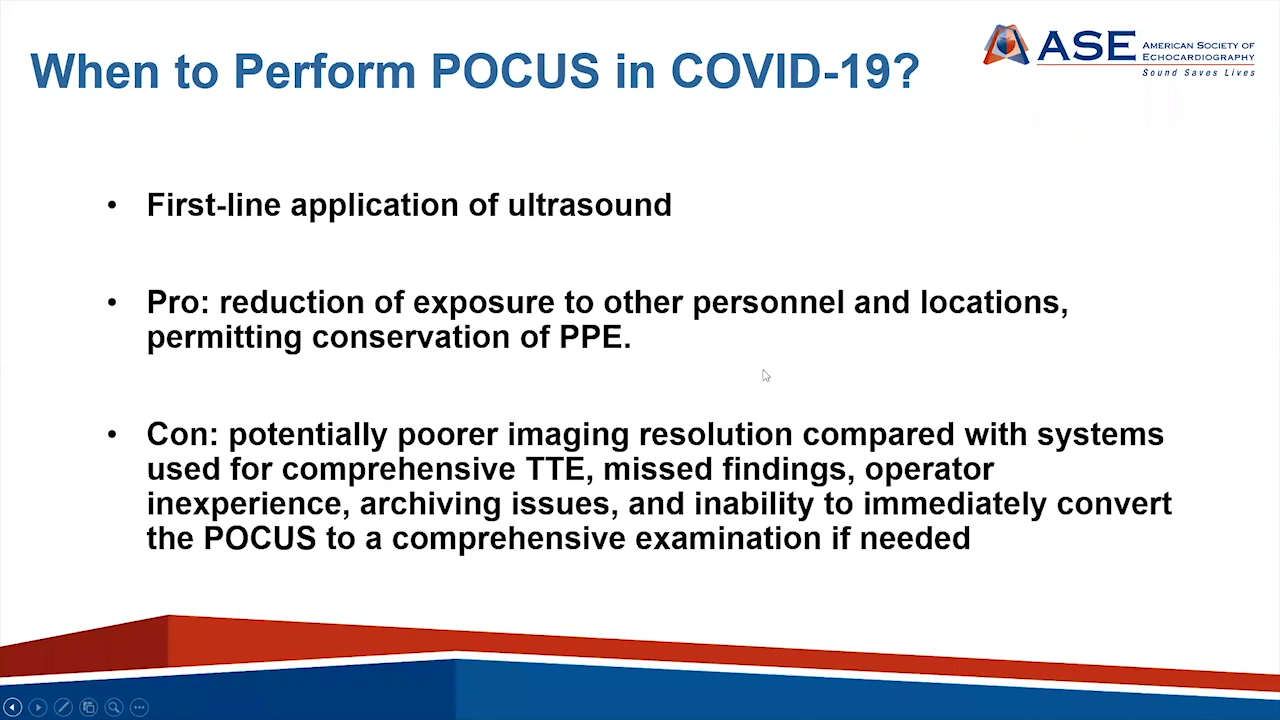 When to Perform POCUS in COVID-19?
ASE
AMERICAN SOCIETY OF
ECHOCARDIOGRAPHY
Sound Saves Lives
• First-line application of ultrasound
• Pro: reduction of exposure to other personnel and locations,
permitting conservation of PPE.
• Con: potentially poorer imaging resolution compared with systems
used for comprehensive TTE, missed findings, operator
inexperience, archiving issues, and inability to immediately convert
the POCUS to a comprehensive examination if needed